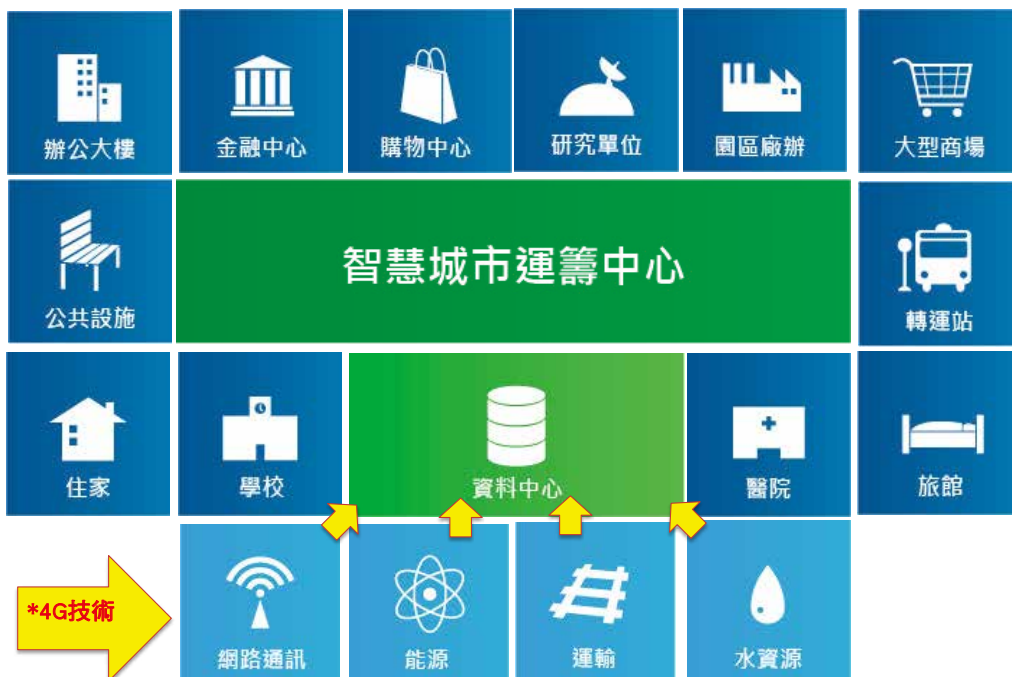 辦公大樓
金融中心
購物中心
研究單位
園區廠辦
大型商場
公共設施
智慧城市運籌中心
轉運站
住家
學校
資料中心
醫院
旅館
*4G技術
網路通訊
能源
運輸
水資源